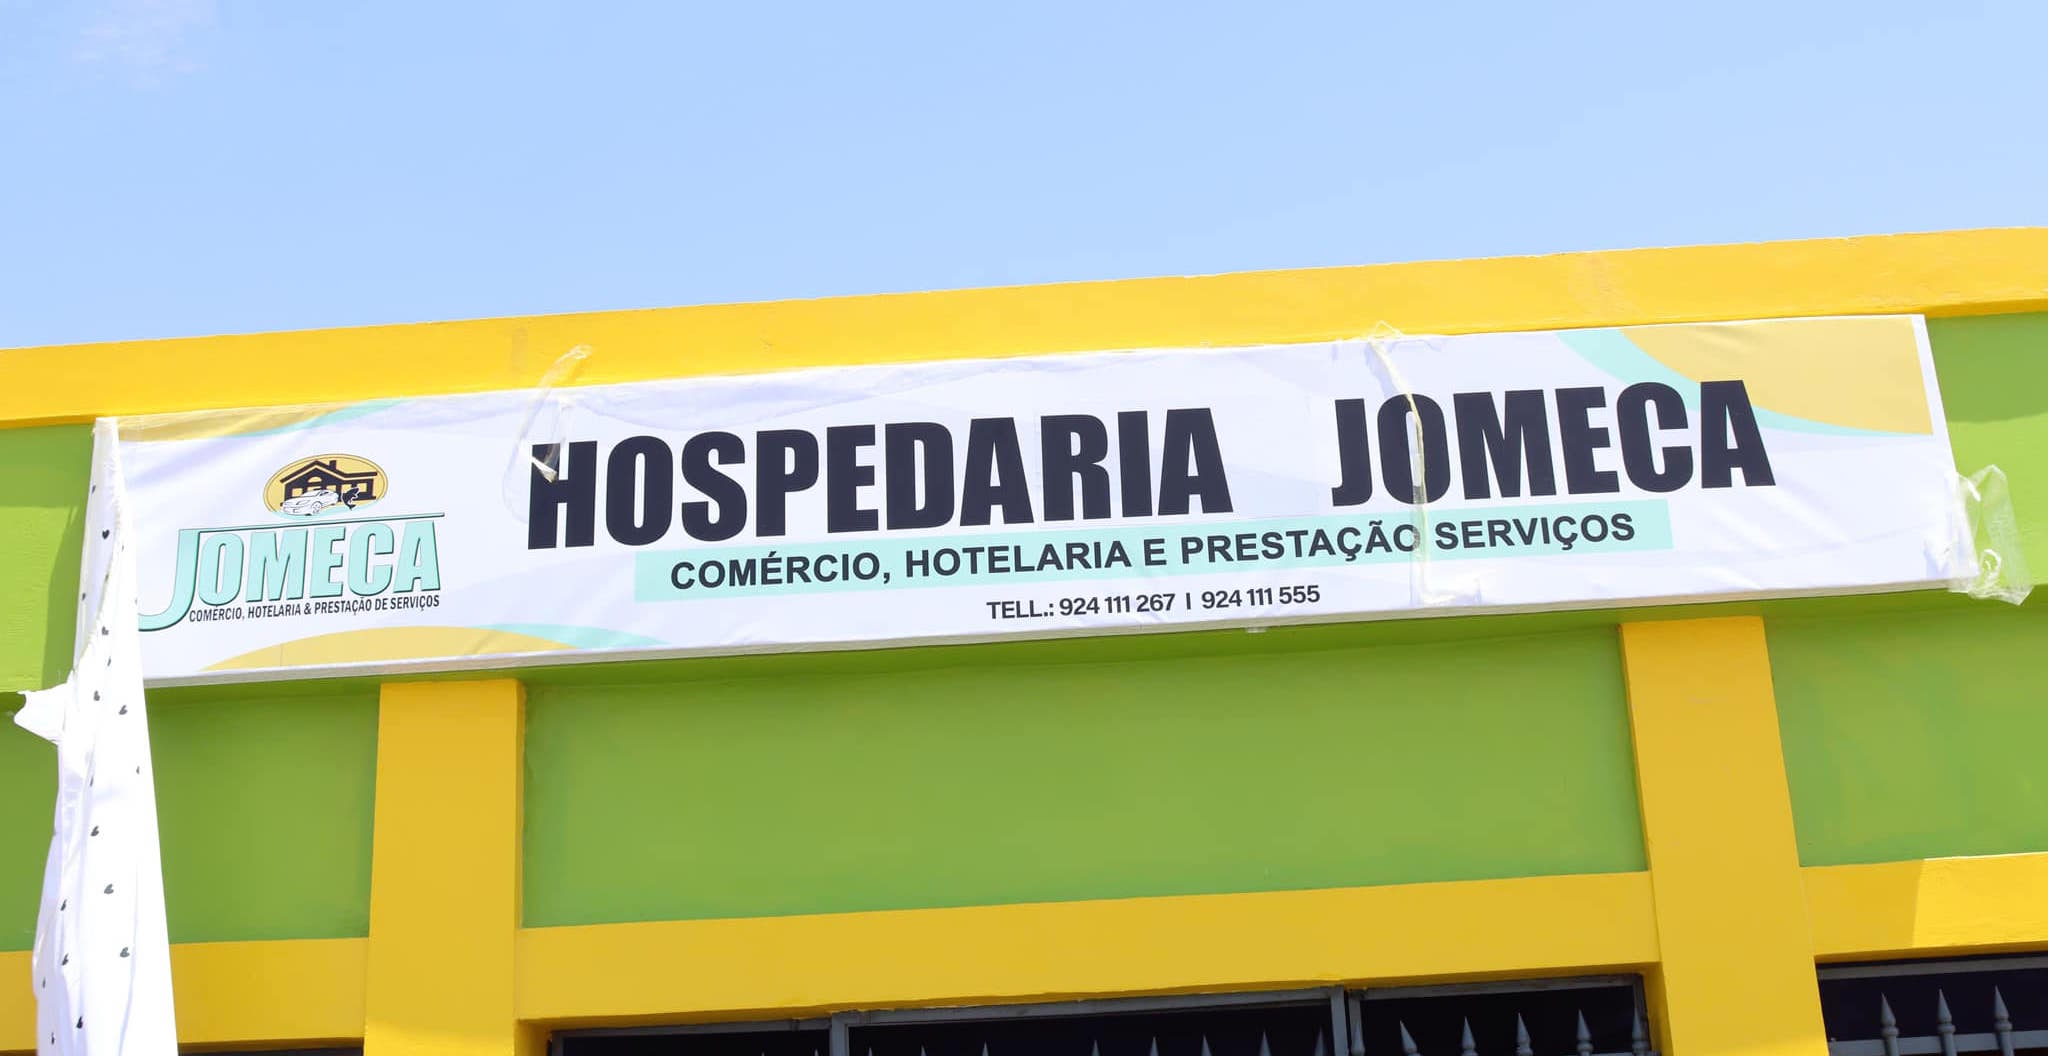 JOMECA
COMÉRCIO, HOTELARIA & PRESTAÇÃO DE SERVIÇOS
HOSPEDARIA JOMECA
COMÉRCIO, HOTELARIA E PRESTAÇÃO SERVIÇOS
TELL.: 924 111 267 I 924 111 555